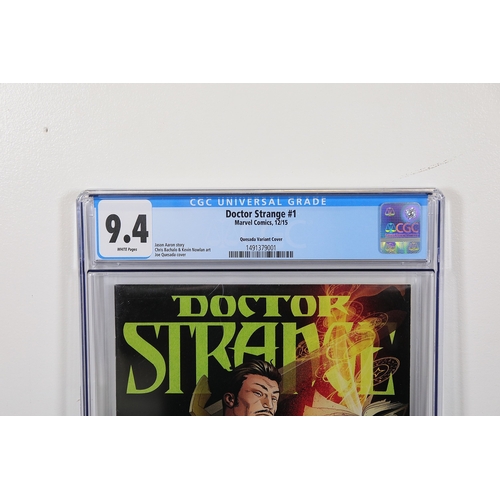 CGC UNIVERSAL GRADE
9.4
WHITE Pages
Doctor Strange #1
Marvel Comics, 12/15
Quesada Variant Cover
1491379001
Jason Aaron story
Chris Bachalo & Kevin Nowlan art
Joe Quesada cover
CGC
DOCTOR
STRANGE